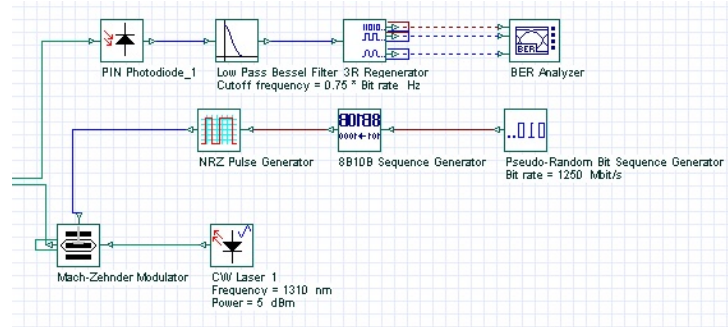 PIN Photodiode_1
Low Pass Bessel Filter
Cutoff frequency = 0.75 * Bit rate Hz
3R Regenerator
BER
BER Analyzer
NRZ Pulse Generator
8B10B Sequence Generator
Pseudo-Random Bit Sequence Generator
Bit rate = 1250 Mbit/s
Mach-Zehnder Modulator
CW Laser 1
Frequency = 1310 nm
Power = 5 dBm